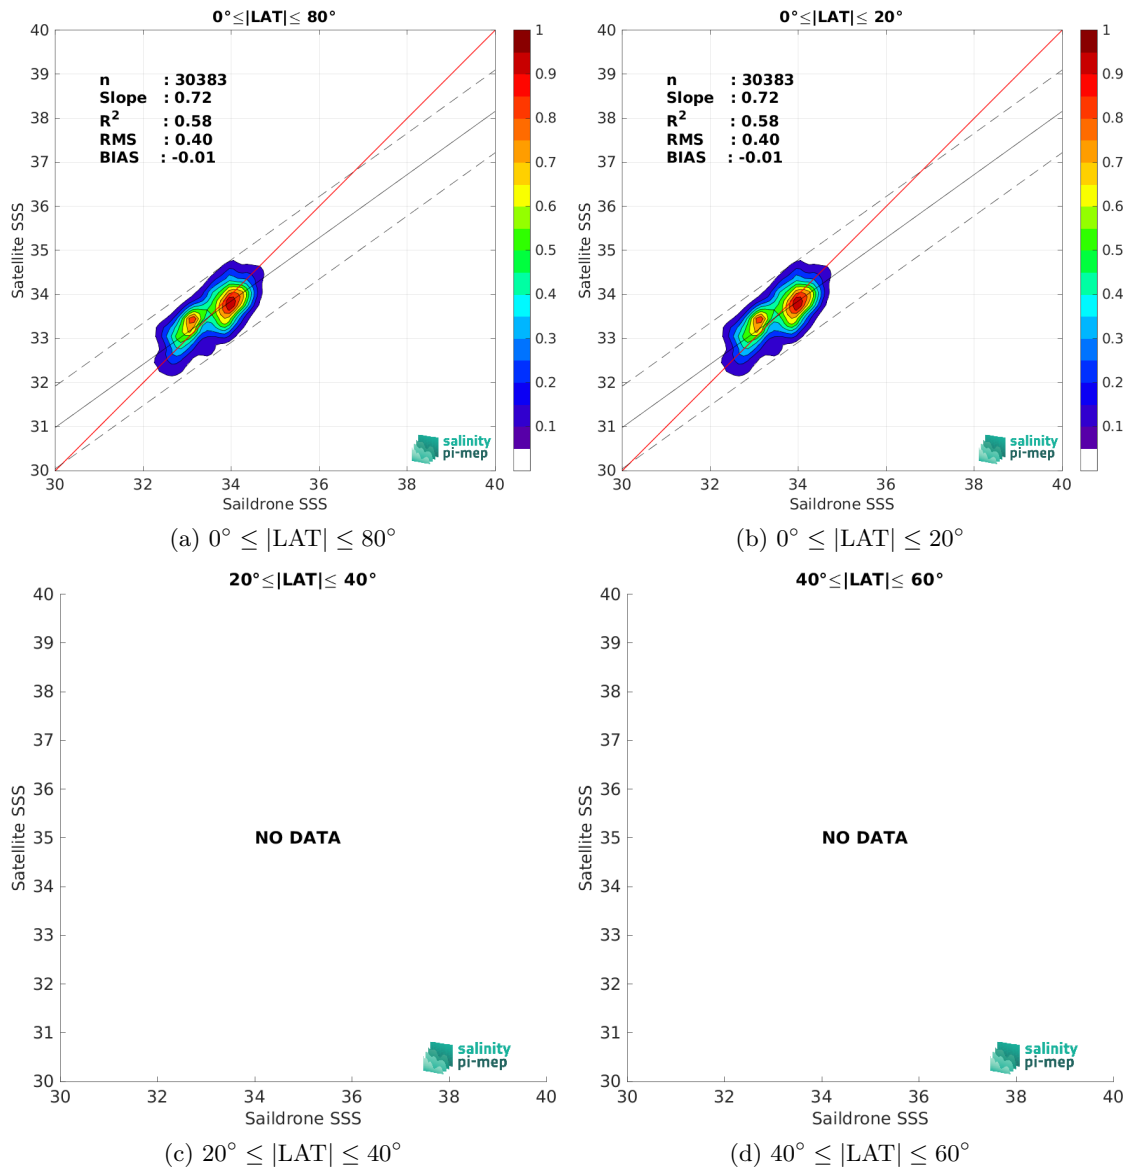 0°≤|LAT|≤ 80°
40
39
38
37
36
35
34
33
32
31
30
Satellite SSS
n : 30383
Slope : 0.72
R2 : 0.58
RMS : 0.40
BIAS : -0.01
salinity
pi-mep
30 32 34 36 38 40
Saildrone SSS
1
0.9
0.8
0.7
0.6
0.5
0.4
0.3
0.2
0.1
(a) 0° ≤ |LAT| ≤ 80°
0°≤|LAT|≤ 20°
40
39
38
37
36
35
34
33
32
31
30
Satellite SSS
n : 30383
Slope : 0.72
R2 : 0.58
RMS : 0.40
BIAS : -0.01
salinity
pi-mep
30 32 34 36 38 40
Saildrone SSS
1
0.9
0.8
0.7
0.6
0.5
0.4
0.3
0.2
0.1
(b) 0° ≤ |LAT| ≤ 20°
20°≤|LAT|≤ 40°
40
39
38
37
36
35
34
33
32
31
30
Satellite SSS
NO DATA
salinity
pi-mep
30 32 34 36 38 40
Saildrone SSS
(c) 20° ≤ |LAT| ≤ 40°
40°≤|LAT|≤ 60°
40
39
38
37
36
35
34
33
32
31
30
Satellite SSS
NO DATA
salinity
pi-mep
30 32 34 36 38 40
Saildrone SSS
(d) 40° ≤ |LAT| ≤ 60°